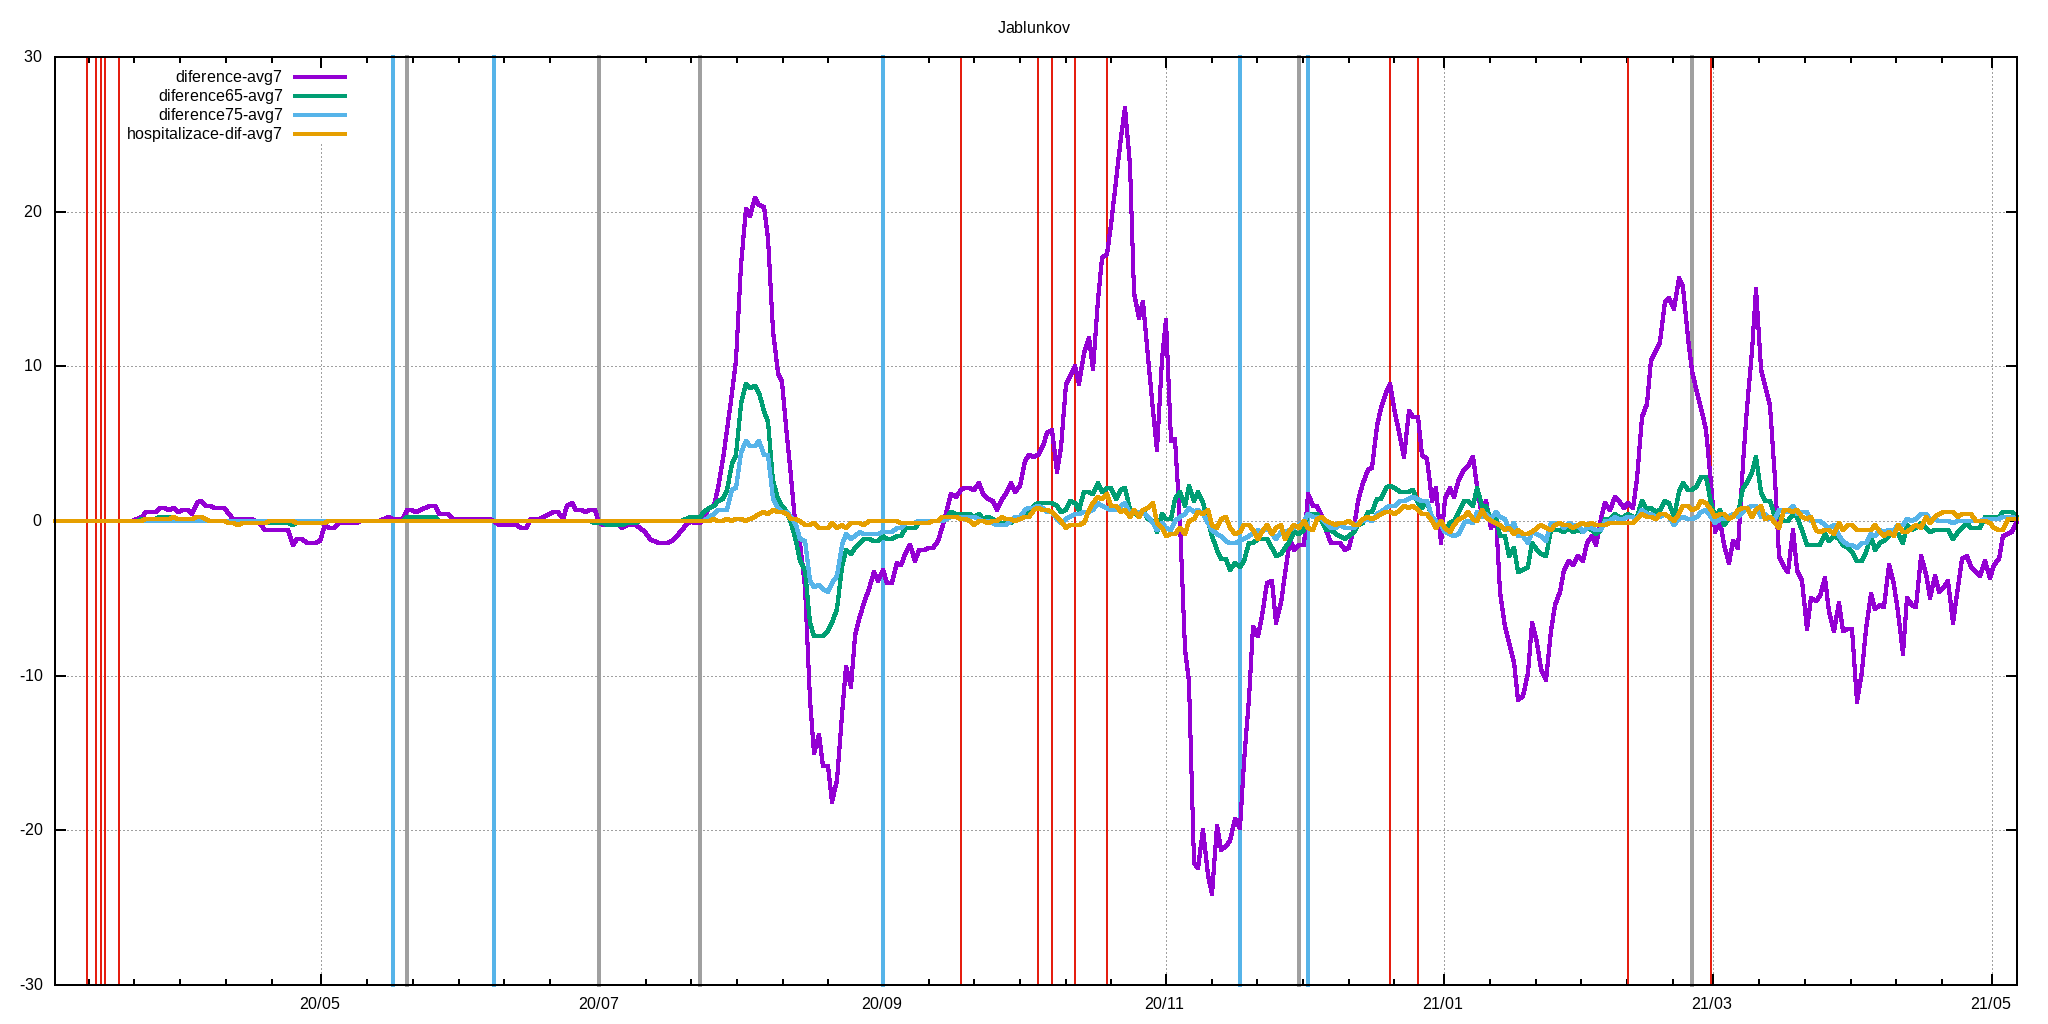 Jablunkov
30
diference-avg7
diference65-avg7
diference75-avg7
hospitalizace-dif-avg7
20
10
0
-10
-20
-30
20/05 20/07 20/09 20/11 21/01 21/03 21/05